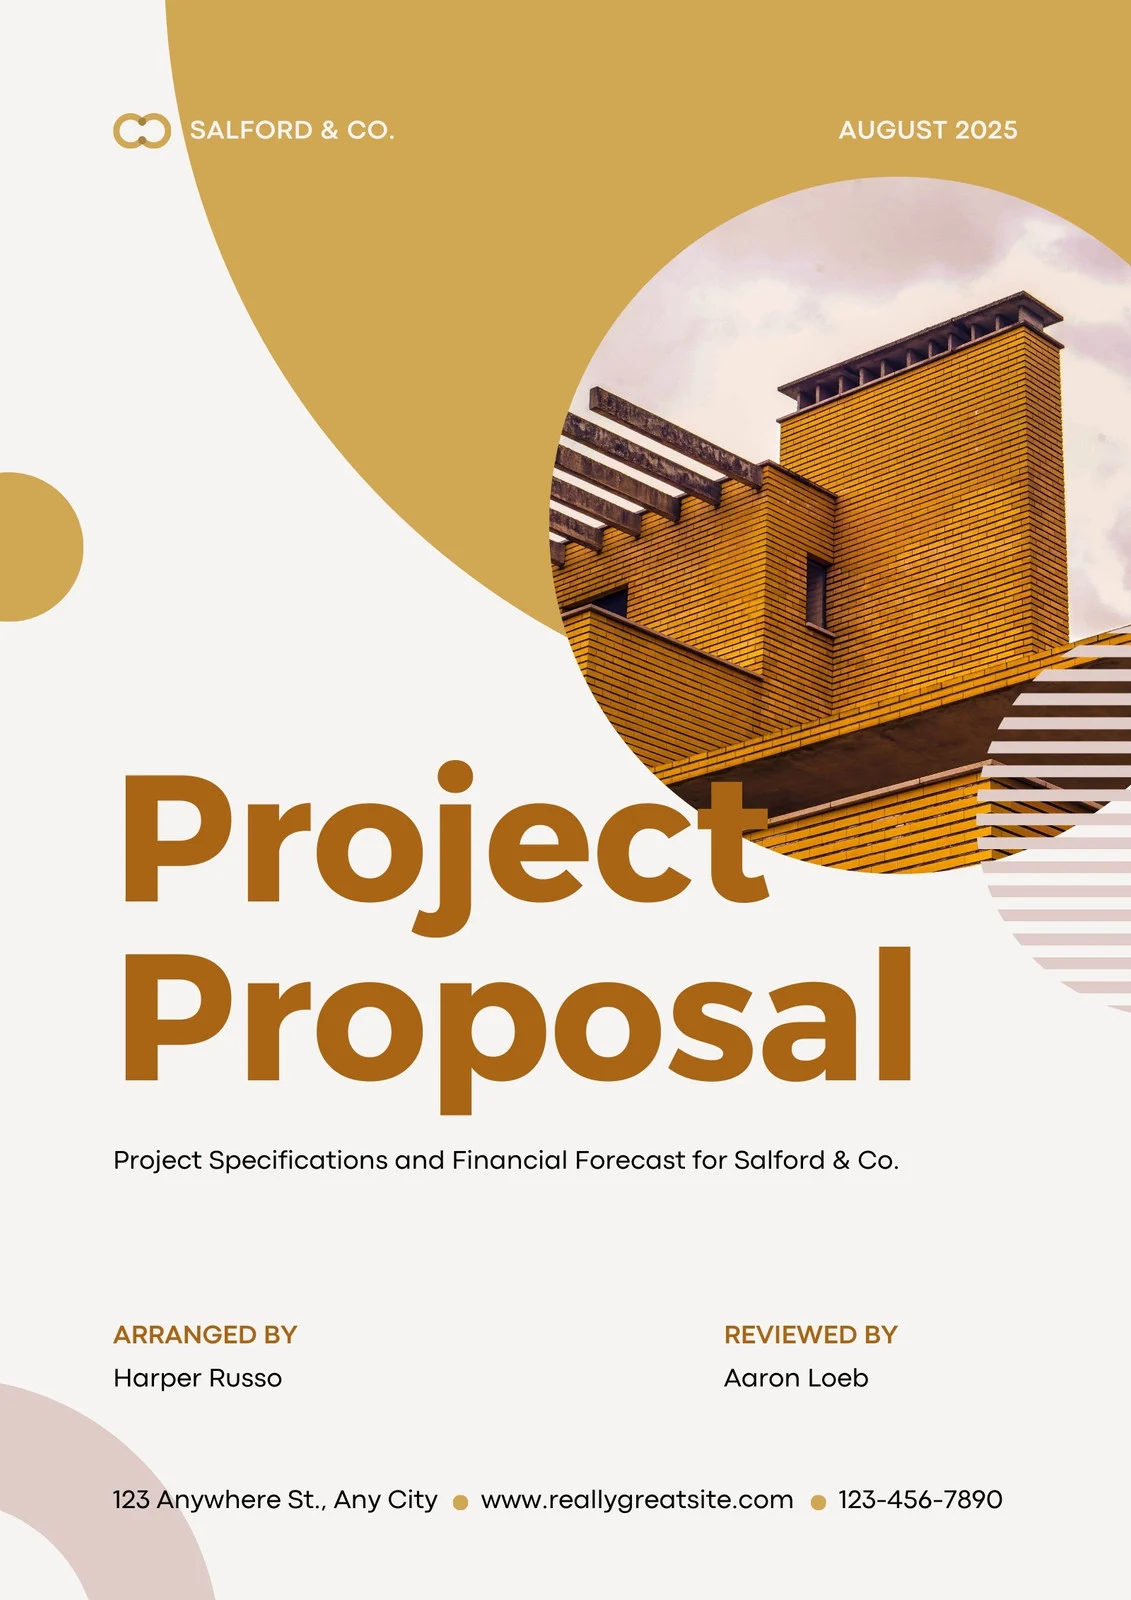 SALFORD & CO.
AUGUST 2025
Project
Proposal
Project Specifications and Financial Forecast for Salford & Co.
ARRANGED BY
Harper Russo
REVIEWED BY
Aaron Loeb
123 Anywhere St., Any City ● www.reallygreatsite.com ● 123-456-7890